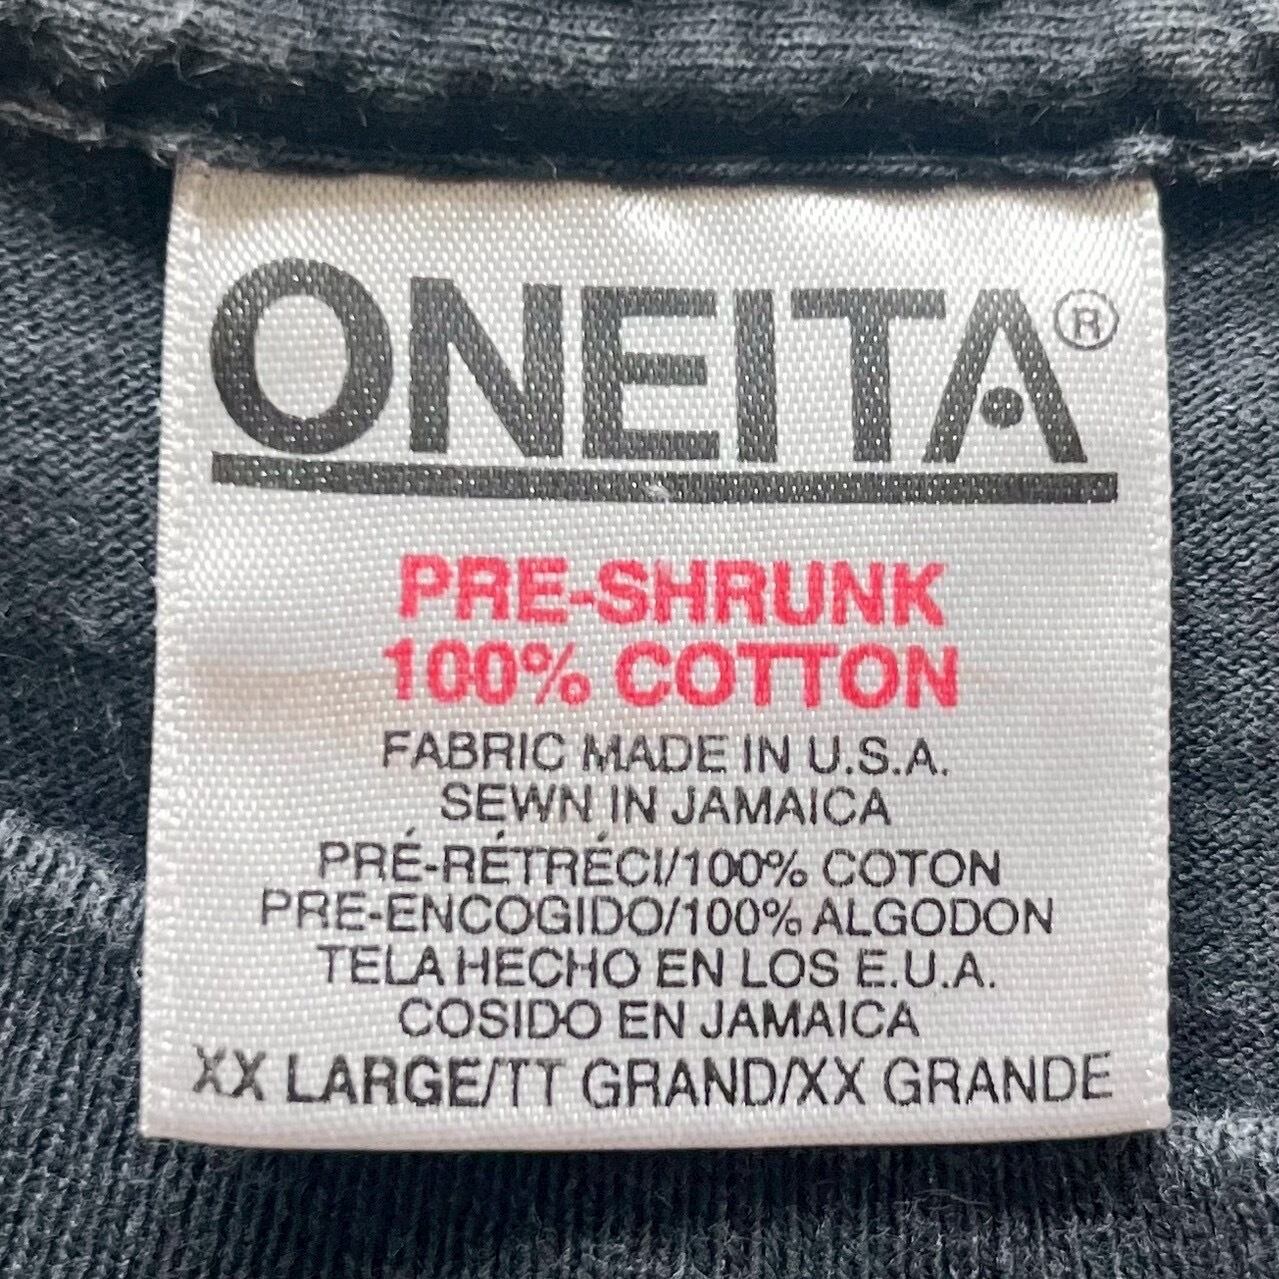 ONEITA®
PRE-SHRUNK
100% COTTON
FABRIC MADE IN U.S.A.
SEWN IN JAMAICA
PRÉ-RÉTRÉCI/100% COTON
PRE-ENCOGIDO/100% ALGODON
TELA HECHO EN LOS E.U.A.
COSIDO EN JAMAICA
XX LARGE/TT GRAND/XX GRANDE